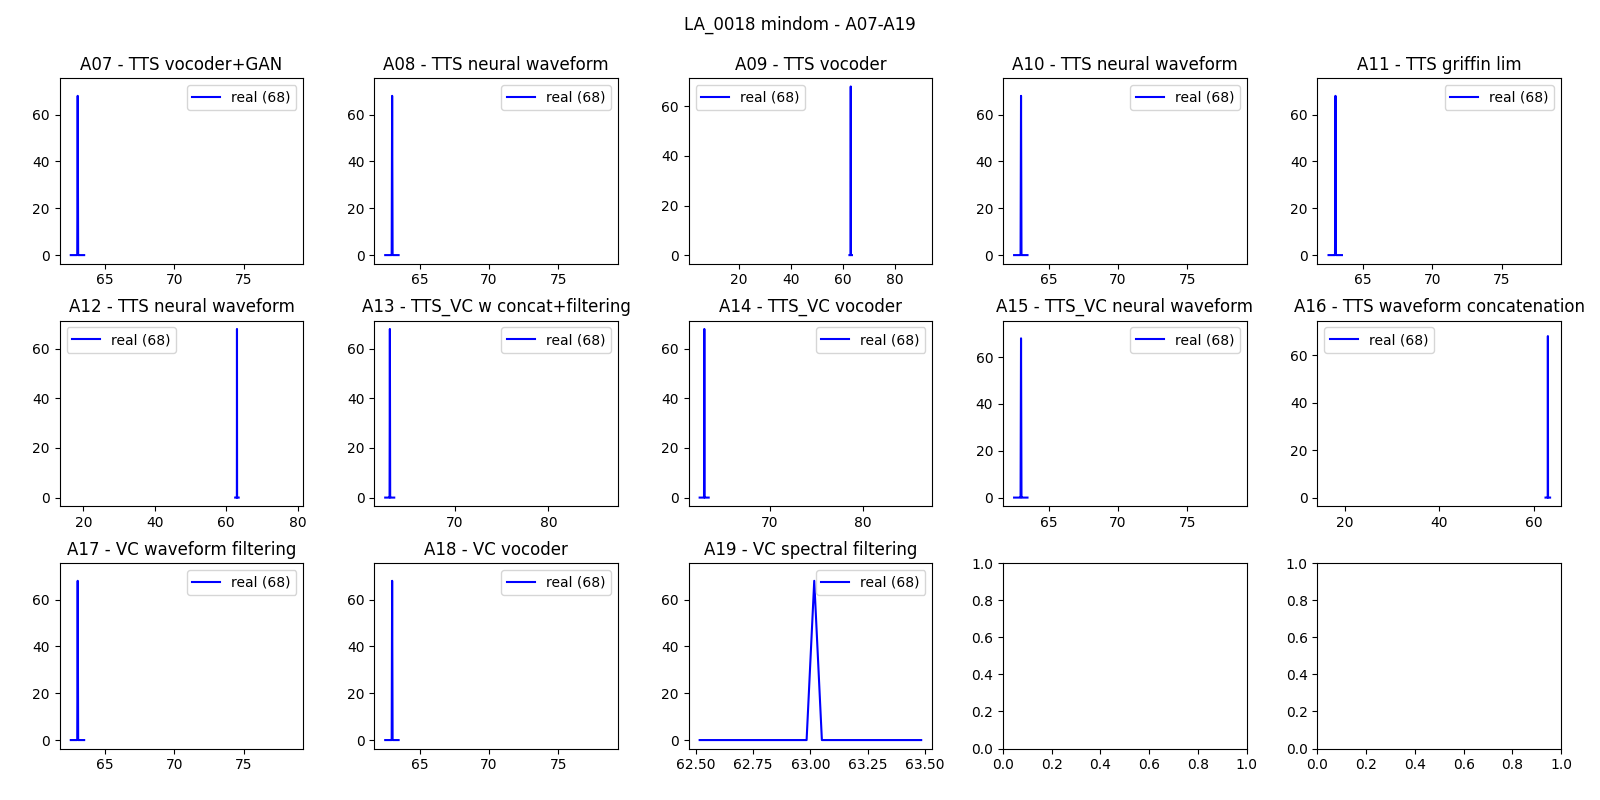 LA_0018 mindom - A07-A19
A07 - TTS vocoder+GAN
A08 - TTS neural waveform
A09 - TTS vocoder
A10 - TTS neural waveform
A11 - TTS griffin lim
real (68)
real (68)
real (68)
real (68)
real (68)
60
40
20
0
65 70 75
60
40
20
0
65 70 75
60
40
20
0
20 40 60 80
60
40
20
0
65 70 75
60
40
20
0
65 70 75
A12 - TTS neural waveform
A13 - TTS_VC w concat+filtering
A14 - TTS_VC vocoder
A15 - TTS_VC neural waveform
A16 - TTS waveform concatenation
real (68)
real (68)
real (68)
real (68)
real (68)
60
40
20
0
20 40 60 80
60
40
20
0
70 80
60
40
20
0
70 80
60
40
20
0
65 70 75
60
40
20
0
20 40 60
A17 - VC waveform filtering
A18 - VC vocoder
A19 - VC spectral filtering
real (68)
real (68)
real (68)
60
40
20
0
65 70 75
60
40
20
0
65 70 75
60
40
20
0
62.50 62.75 63.00 63.25 63.50
1.0
0.8
0.6
0.4
0.2
0.0
0.0 0.2 0.4 0.6 0.8 1.0
1.0
0.8
0.6
0.4
0.2
0.0
0.0 0.2 0.4 0.6 0.8 1.0